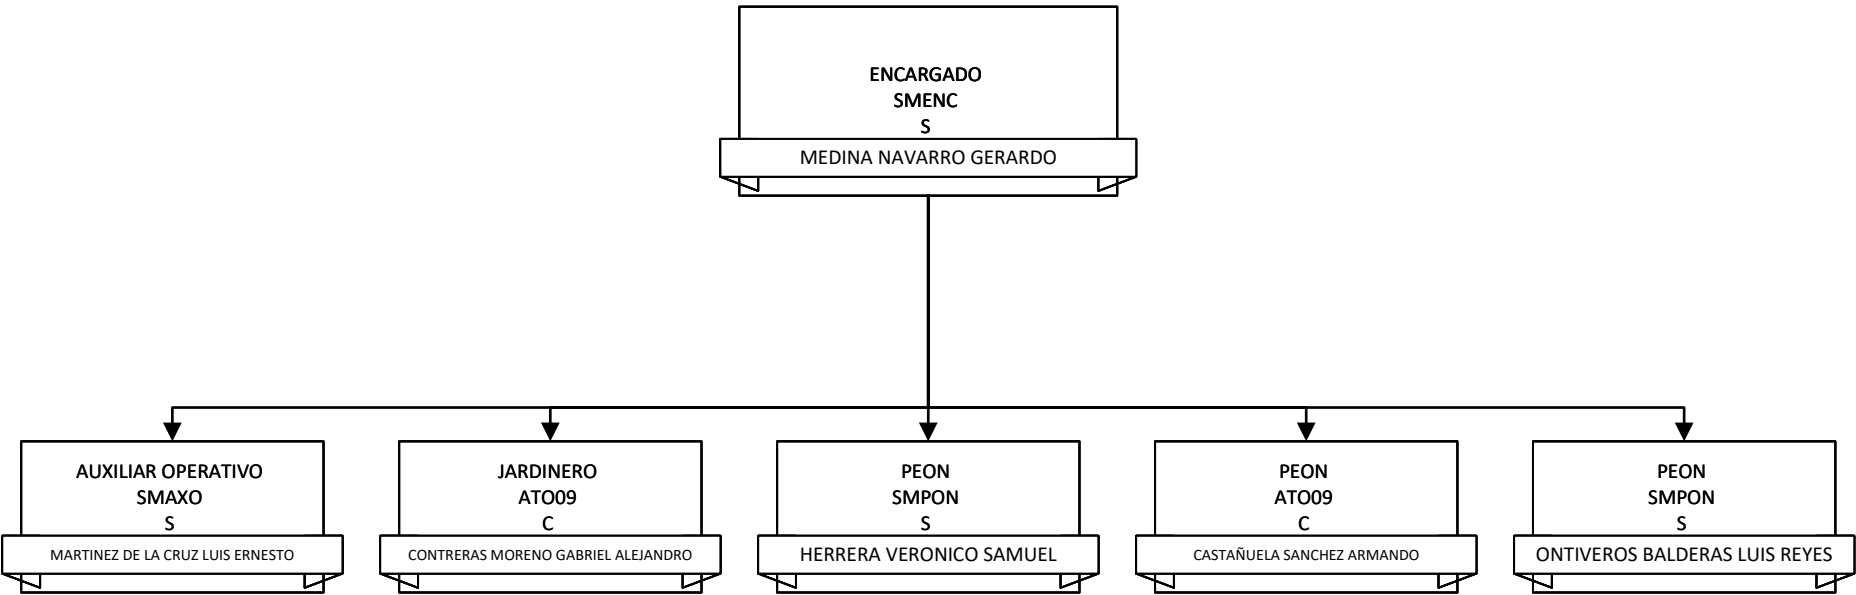 ENCARGADO
SMENC
S
MEDINA NAVARRO GERARDO
AUXILIAR OPERATIVO
SMAXO
S
MARTINEZ DE LA CRUZ LUIS ERNESTO
JARDINERO
ATO09
C
CONTRERAS MORENO GABRIEL ALEJANDRO
PEON
SMPON
S
HERRERA VERONICO SAMUEL
PEON
ATO09
C
CASTAÑUELA SANCHEZ ARMANDO
PEON
SMPON
S
ONTIVEROS BALDERAS LUIS REYES